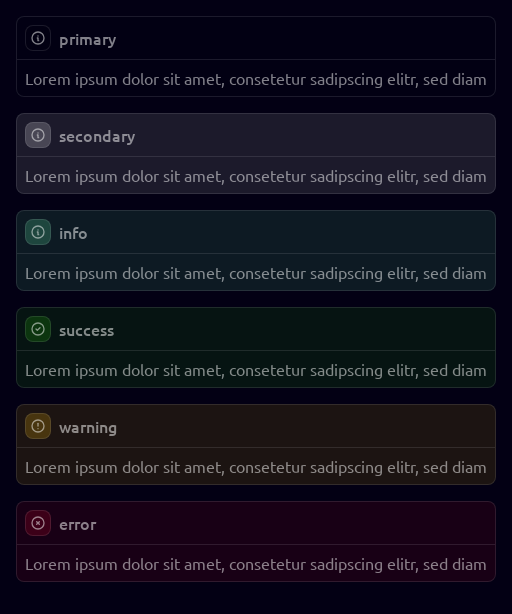 primary
Lorem ipsum dolor sit amet, consetetur sadipscing elitr, sed diam
secondary
Lorem ipsum dolor sit amet, consetetur sadipscing elitr, sed diam
info
Lorem ipsum dolor sit amet, consetetur sadipscing elitr, sed diam
success
Lorem ipsum dolor sit amet, consetetur sadipscing elitr, sed diam
warning
Lorem ipsum dolor sit amet, consetetur sadipscing elitr, sed diam
error
Lorem ipsum dolor sit amet, consetetur sadipscing elitr, sed diam